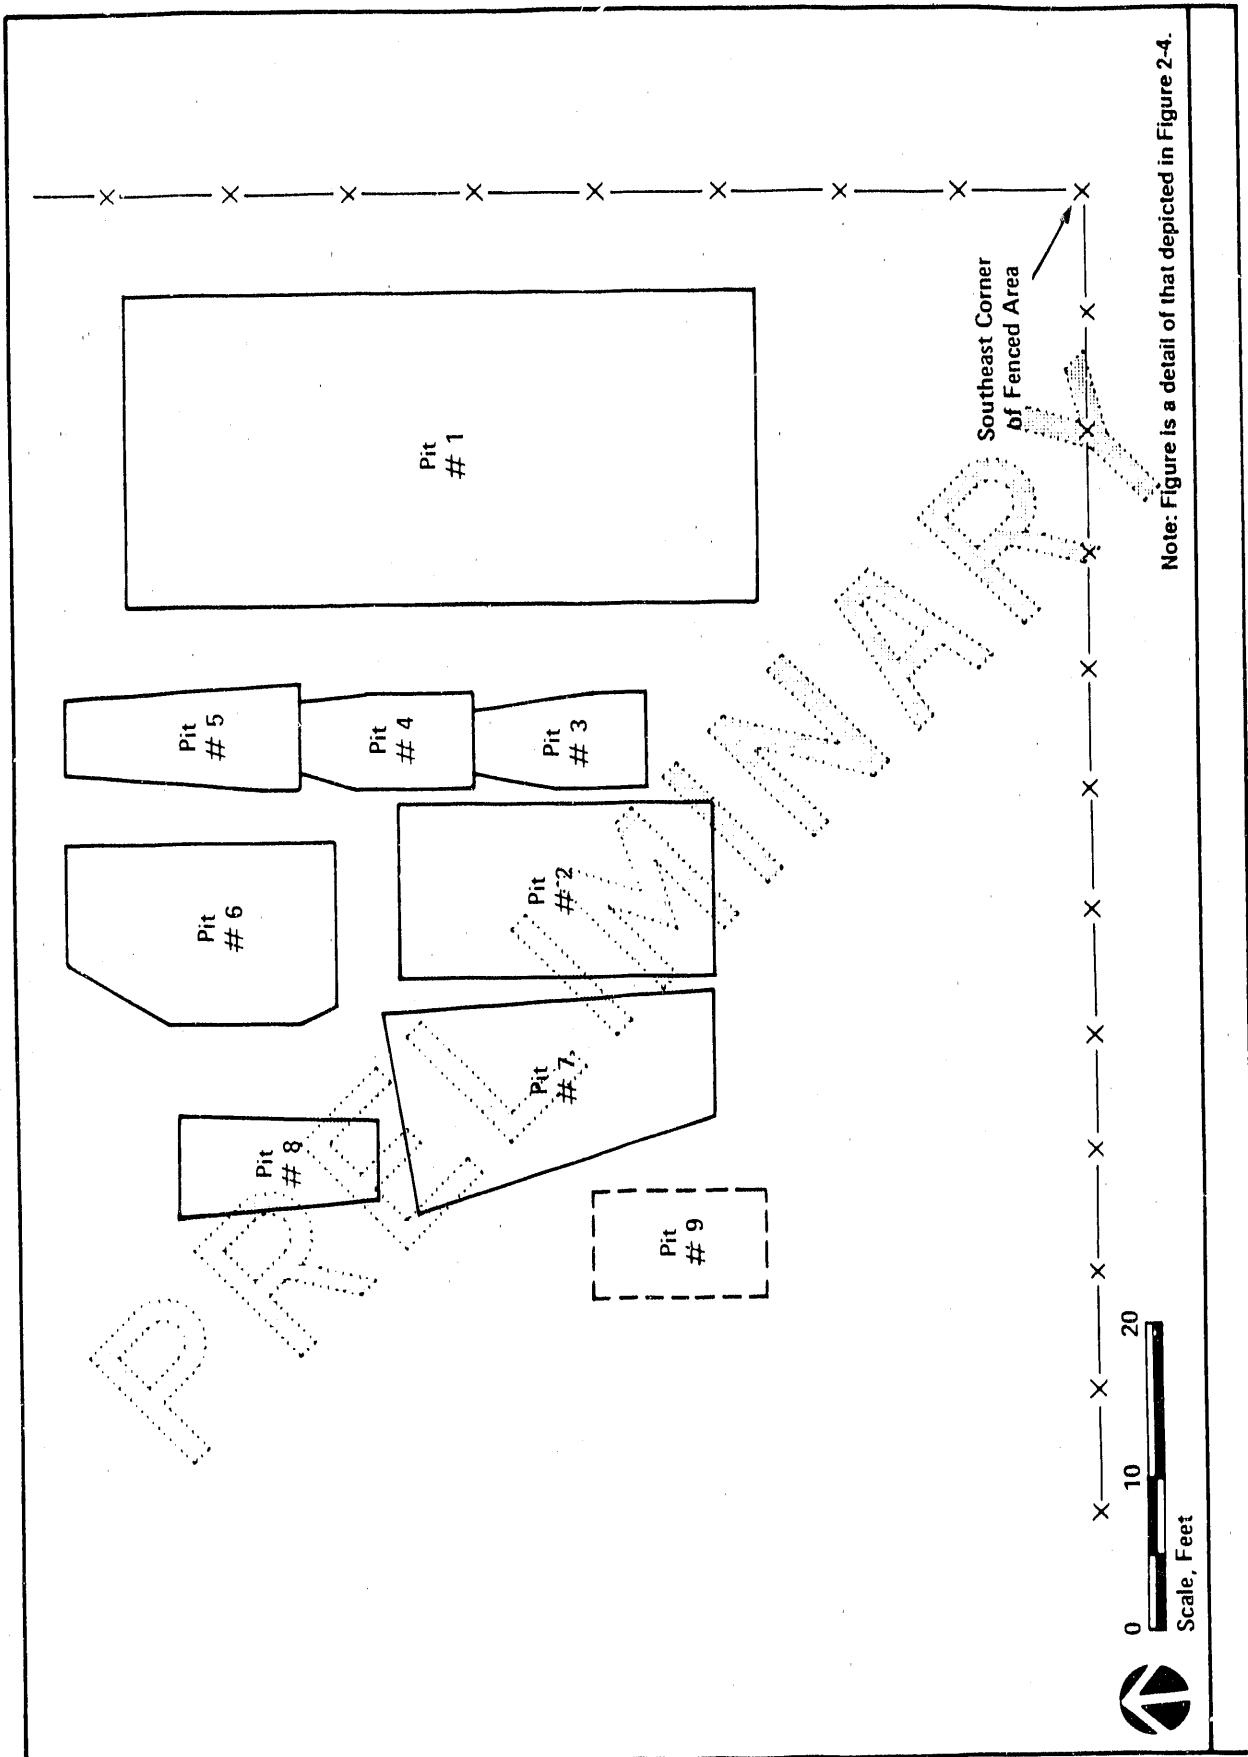 Pit
# 8
Pit
# 6
Pit
# 5
Pit
# 4
Pit
# 9
Pit
# 7
Pit
# 2
Pit
# 3
Pit
# 1
PRELIMINARY
Southeast Corner
of Fenced Area
0 10 20
Scale, Feet
Note: Figure is a detail of that depicted in Figure 2-4.